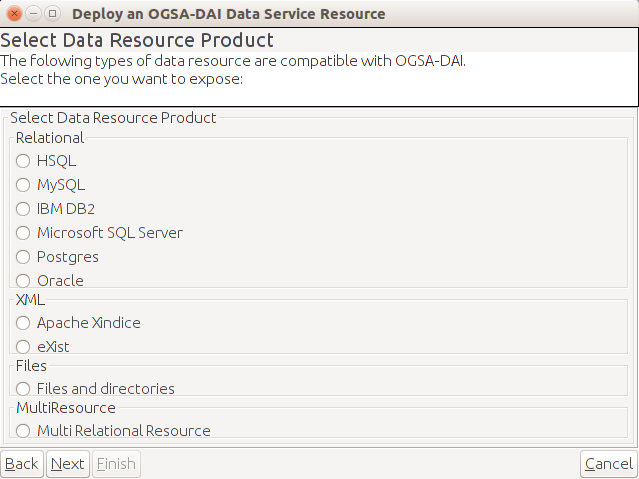 Deploy an OGSA-DAI Data Service Resource
Select Data Resource Product
The folowing types of data resource are compatible with OGSA-DAI.
Select the one you want to expose:
Select Data Resource Product
Relational
HSQL
MySQL
IBM DB2
Microsoft SQL Server
Postgres
Oracle
XML
Apache Xindice
eXist
Files
Files and directories
MultiResource
Multi Relational Resource
Back Next Finish Cancel